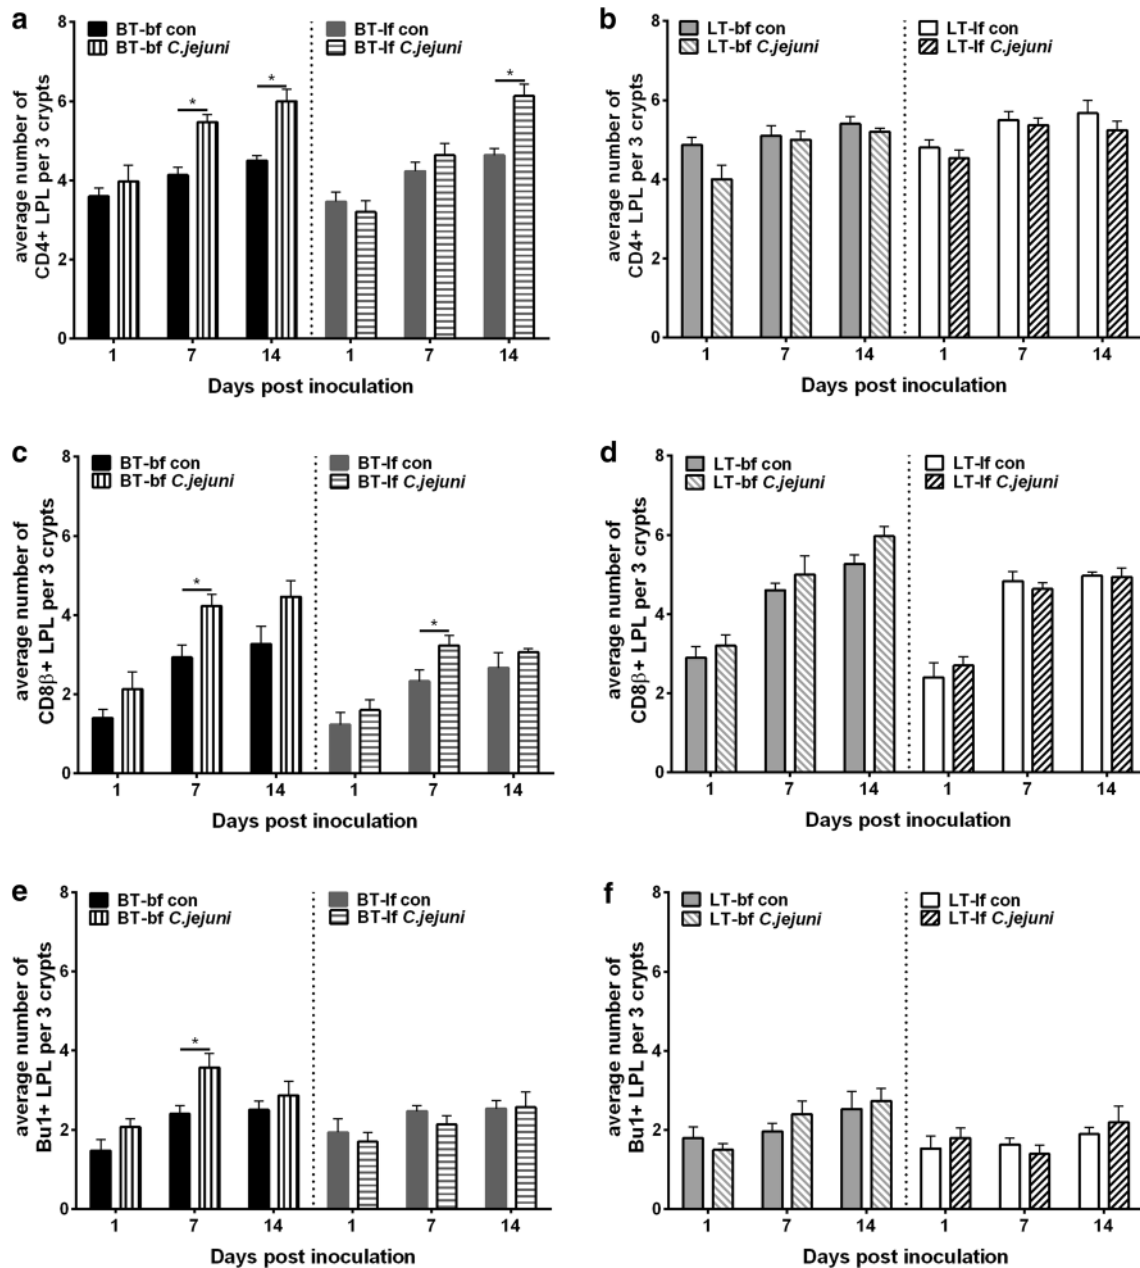 a
BT-bf con
BT-bf C.jejuni
BT-lf con
BT-lf C.jejuni
average number of
CD4+ LPL per 3 crypts
8
6
4
2
0
*
*
*
1 7 14 1 7 14
Days post inoculation
b
LT-bf con
LT-bf C.jejuni
LT-lf con
LT-lf C.jejuni
average number of
CD4+ LPL per 3 crypts
8
6
4
2
0
1 7 14 1 7 14
Days post inoculation
c
BT-bf con
BT-bf C.jejuni
BT-lf con
BT-lf C.jejuni
average number of
CD8β+ LPL per 3 crypts
8
6
4
2
0
*
*
1 7 14 1 7 14
Days post inoculation
d
LT-bf con
LT-bf C.jejuni
LT-lf con
LT-lf C.jejuni
average number of
CD8β+ LPL per 3 crypts
8
6
4
2
0
1 7 14 1 7 14
Days post inoculation
e
BT-bf con
BT-bf C.jejuni
BT-lf con
BT-lf C.jejuni
average number of
Bu1+ LPL per 3 crypts
8
6
4
2
0
*
1 7 14 1 7 14
Days post inoculation
f
LT-bf con
LT-bf C.jejuni
LT-lf con
LT-lf C.jejuni
average number of
Bu1+ LPL per 3 crypts
8
6
4
2
0
1 7 14 1 7 14
Days post inoculation